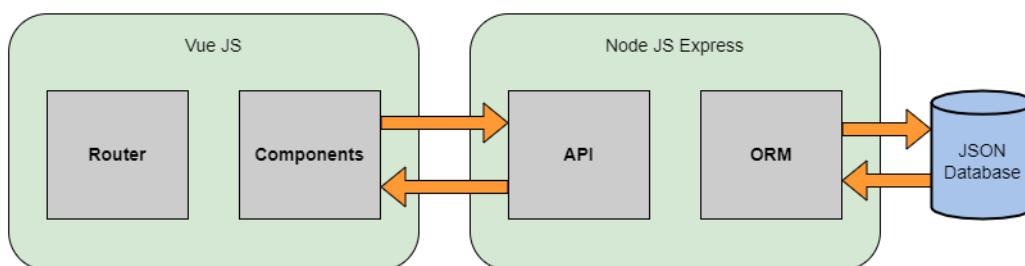 Vue JS
Node JS Express
Router
Components
API
ORM
JSON
Database